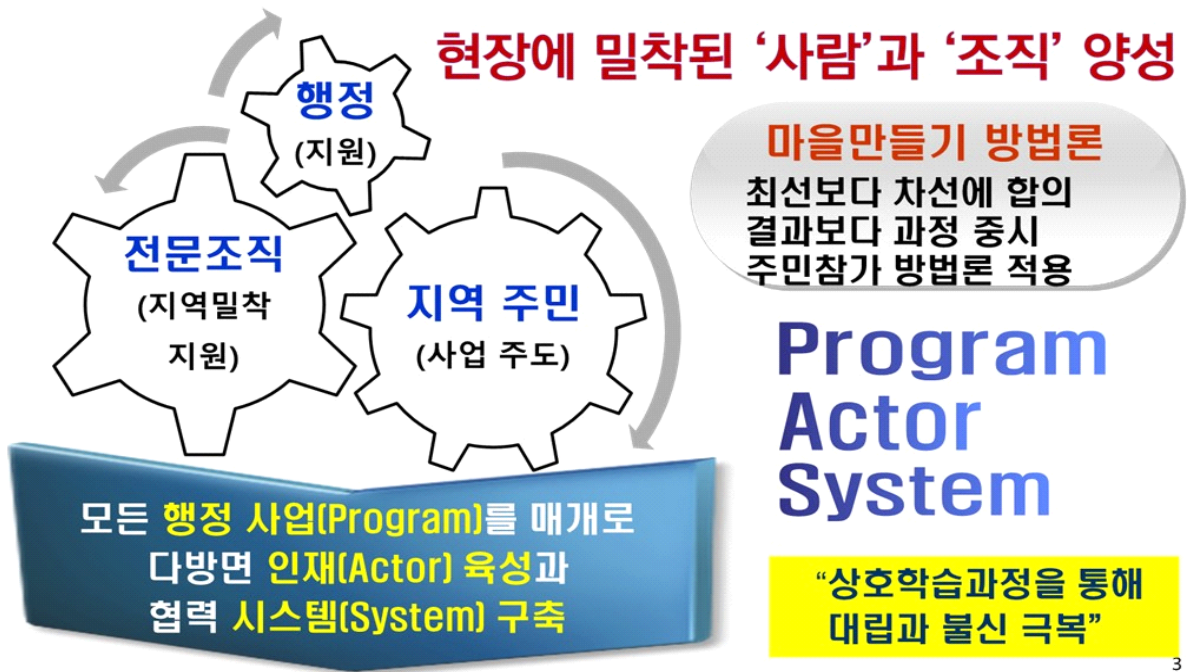 현장에 밀착된 ‘사람’과 ‘조직’ 양성
행정
(지원)
전문조직
(지역밀착
지원)
지역 주민
(사업 주도)
마을만들기 방법론
최선보다 차선에 합의
결과보다 과정 중시
주민참가 방법론 적용
Program
Actor
System
모든 행정 사업(Program)를 매개로
다방면 인재(Actor) 육성과
협력 시스템(System) 구축
“상호학습과정을 통해
대립과 불신 극복”
3